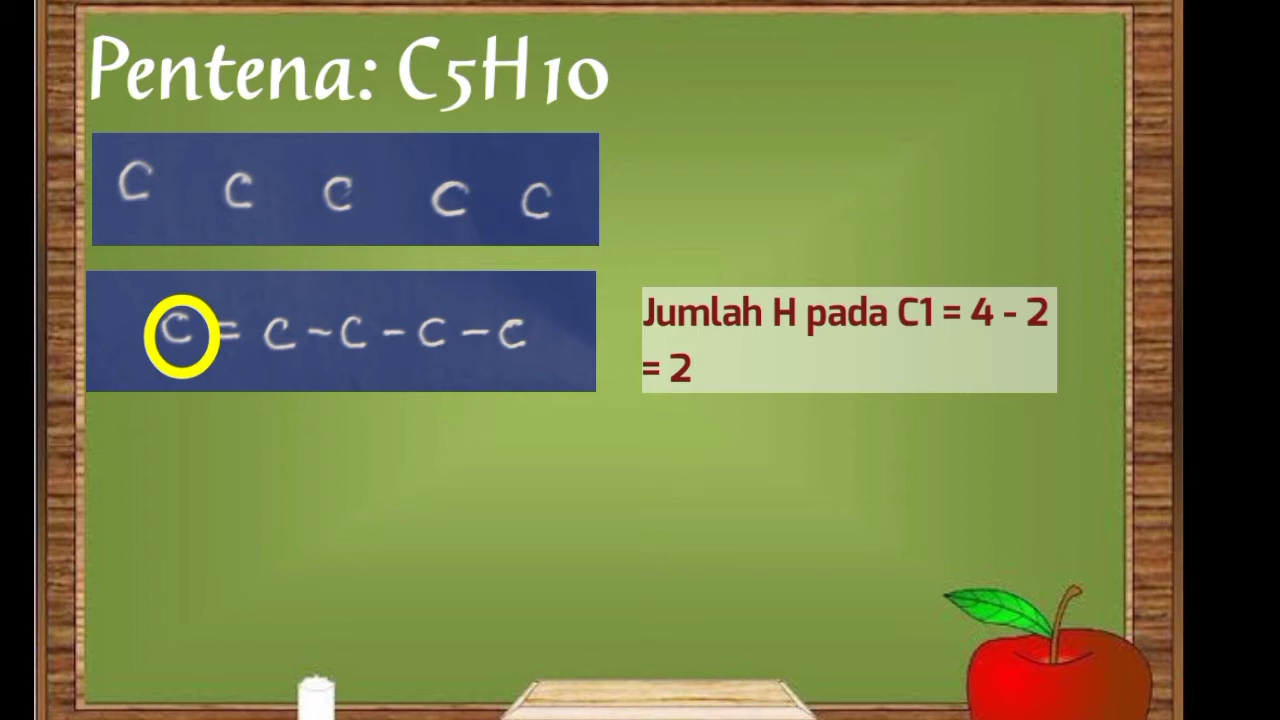 Pentena: C5H10
C C C C C
C = C - C - C - C
Jumlah H pada C1 = 4 - 2
= 2